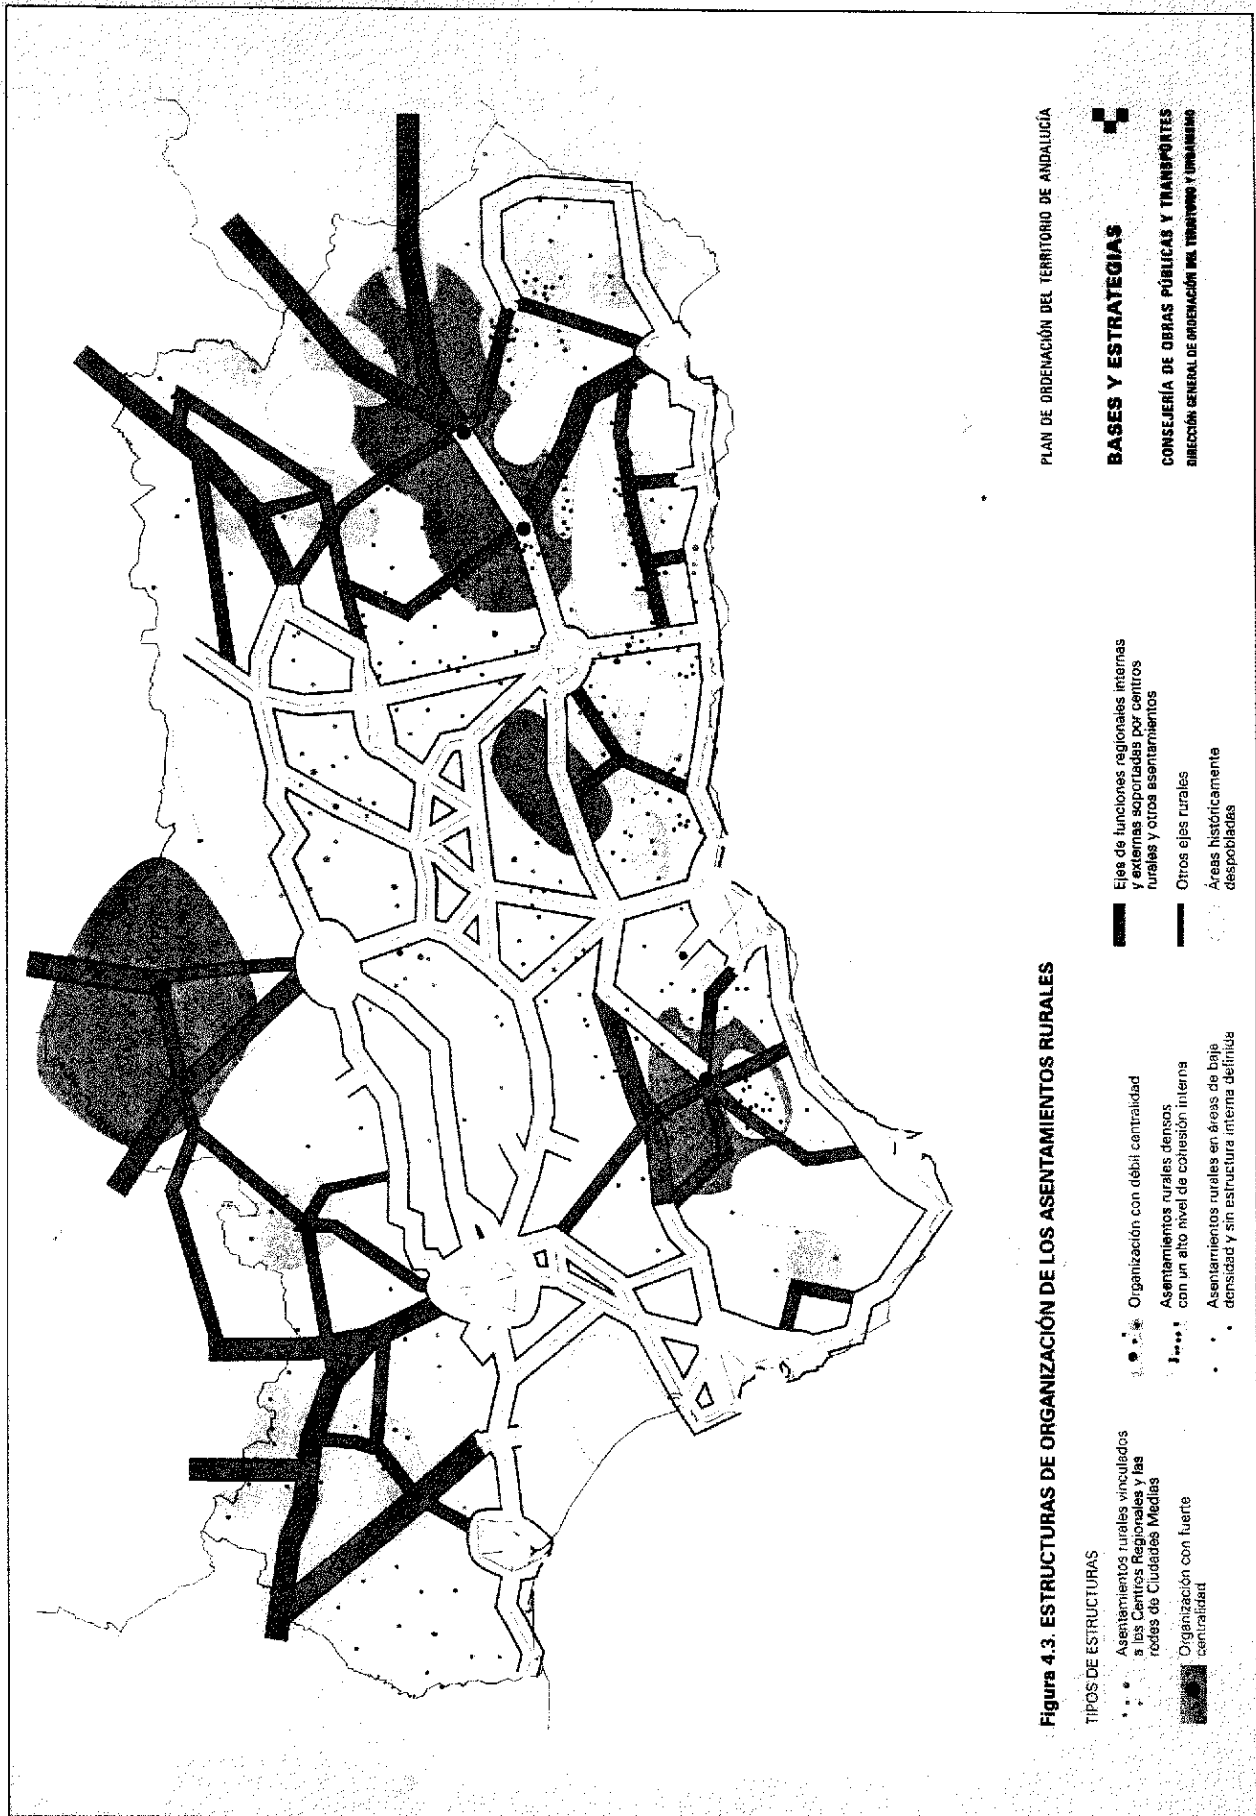 PLAN DE ORDENACIÓN DEL TERRITORIO DE ANDALUCÍA
BASES Y ESTRATEGIAS
CONSEJERÍA DE OBRAS PÚBLICAS Y TRANSPORTES
DIRECCIÓN GENERAL DE ORDENACIÓN DEL TERRITORIO Y URBANISMO
Figura 4.3. ESTRUCTURAS DE ORGANIZACIÓN DE LOS ASENTAMIENTOS RURALES
TIPOS DE ESTRUCTURAS
Asentamientos rurales vinculados
a los Centros Regionales y las
redes de Ciudades Medias
Organización con fuerte
centralidad
Organización con débil centralidad
Asentamientos rurales densos
con un alto nivel de cohesión interna
Asentamientos rurales en áreas de baja
densidad y sin estructura interna definida
Ejes de funciones regionales internas
y externas soportadas por centros
rurales y otros asentamientos
Otros ejes rurales
Áreas históricamente
despobladas